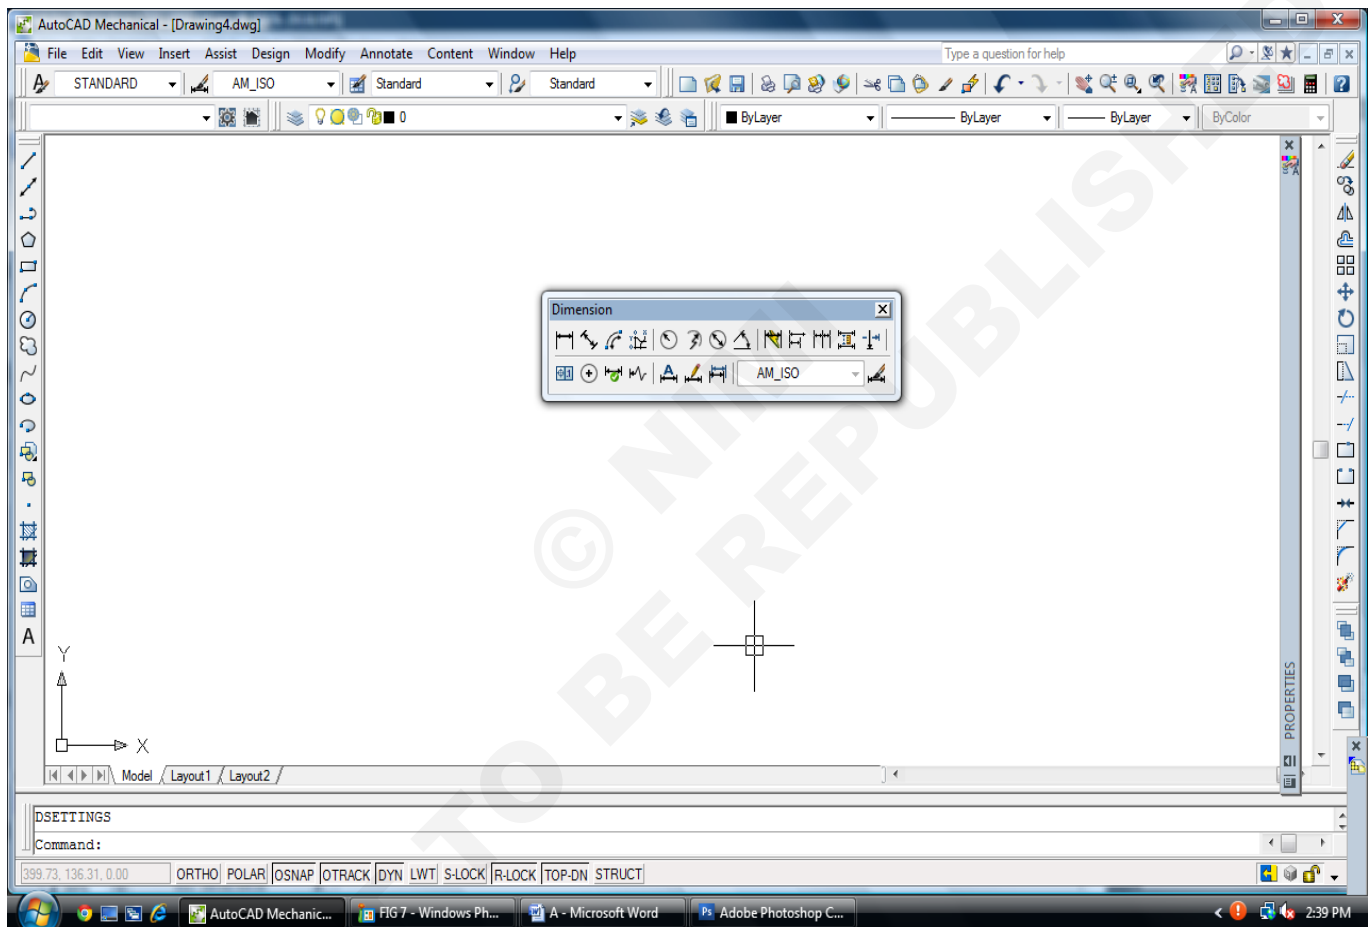 AutoCAD Mechanical - [Drawing4.dwg]
File Edit View Insert Assist Design Modify Annotate Content Window Help Type a question for help
STANDARD AM_ISO Standard Standard
0 ByLayer ByLayer ByLayer ByColor
Dimension
AM_ISO
© NIMI
TO BE REPUBLISHED
A
Y
X
PROPERTIES
Model Layout1 Layout2
DSETTINGS
Command:
399.73, 136.31, 0.00 ORTHO POLAR OSNAP OTRACK DYN LWT S-LOCK R-LOCK TOP-DN STRUCT
AutoCAD Mechanic... FIG 7 - Windows Ph... A - Microsoft Word Ps Adobe Photoshop C... 2:39 PM